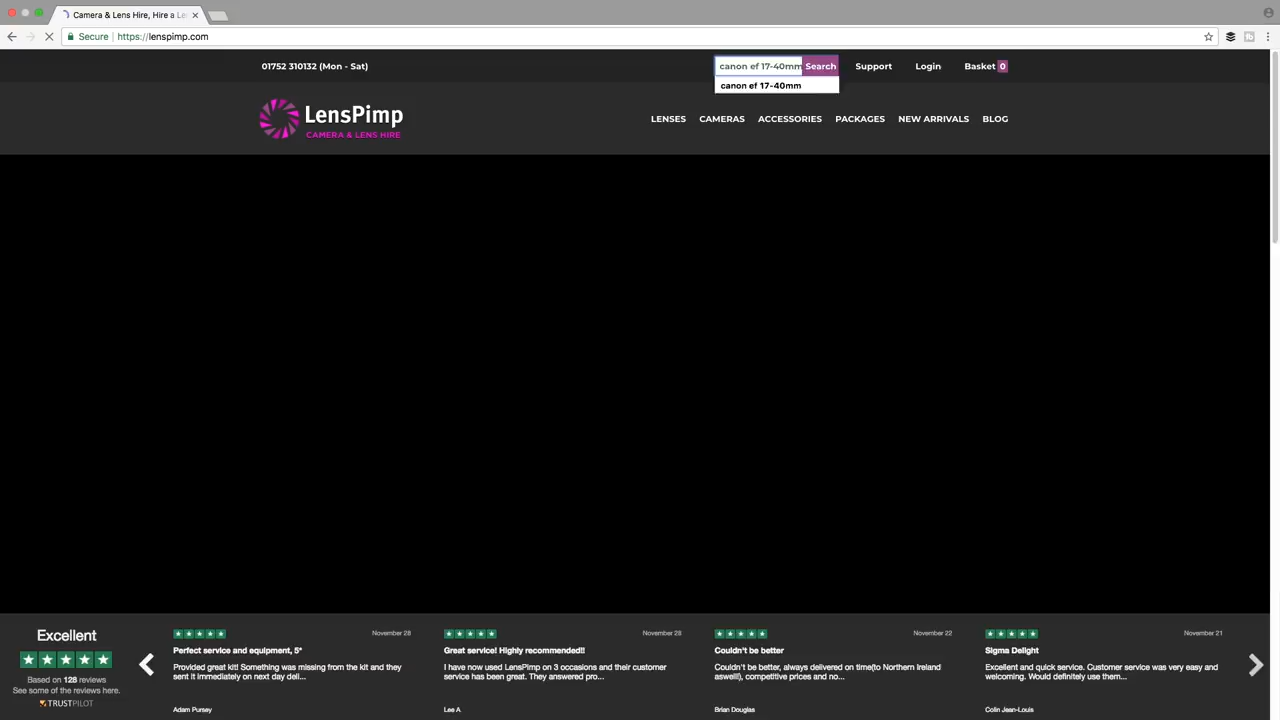 Camera & Lens Hire, Hire a Le
Secure https://lenspimp.com
01752 310132 (Mon - Sat)
canon ef 17-40mm Search Support Login Basket 0
canon ef 17-40mm
LensPimp
CAMERA & LENS HIRE
LENSES CAMERAS ACCESSORIES PACKAGES NEW ARRIVALS BLOG
Excellent
Based on 128 reviews
See some of the reviews here.
TRUSTPILOT
November 28
Perfect service and equipment, 5*
Provided great kit! Something was missing from the kit and they
sent it immediately on next day deli...
Adam Pursey
November 28
Great service! Highly recommended!!
I have now used LensPimp on 3 occasions and their customer
service has been great. They answered pro...
Lee A
November 22
Couldn't be better
Couldn't be better, always delivered on time(to Northern Ireland
aswell!), competitive prices and no...
Brian Douglas
November 21
Sigma Delight
Excellent and quick service. Customer service was very easy and
welcoming. Would definitely use them...
Colin Jean-Louis